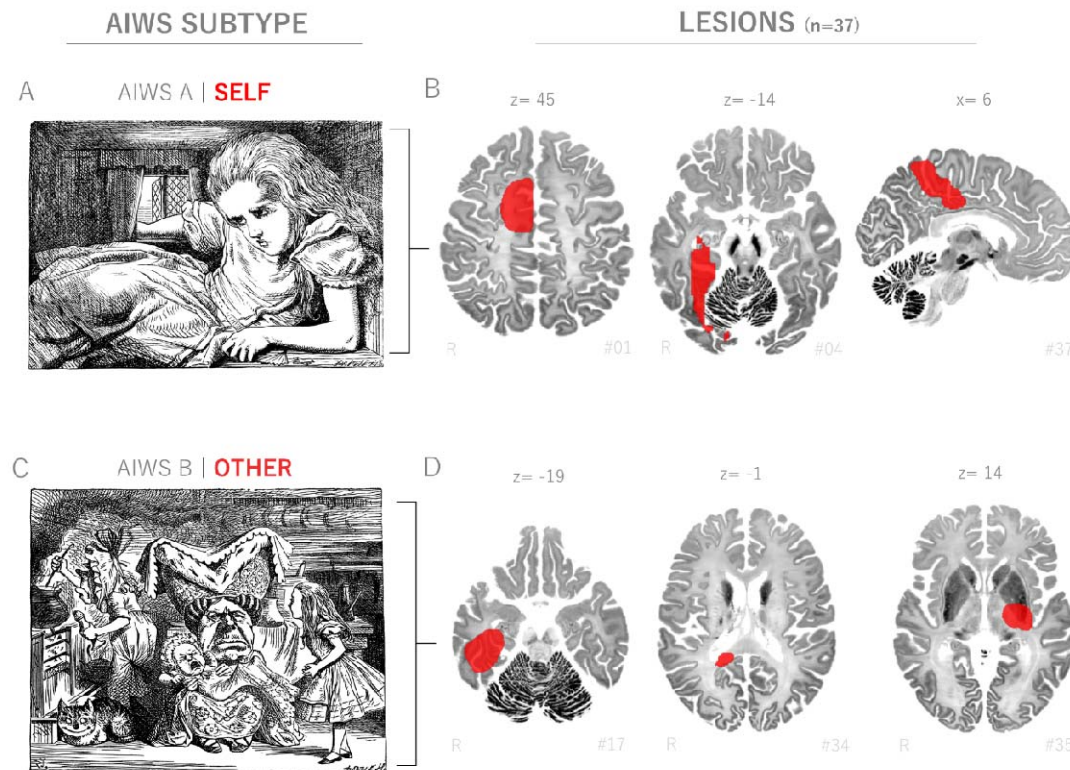 AIWS SUBTYPE
LESIONS (n=37)
A
AIWS A | SELF
B
z= 45
z= -14
x= 6
R
#01
R
#04
#37
C
AIWS B | OTHER
D
z= -19
z= -1
z= 14
R
#17
R
#34
R
#35